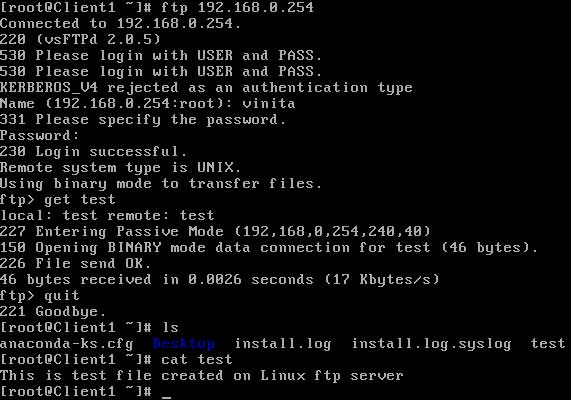 [root@Client1 ~]# ftp 192.168.0.254
Connected to 192.168.0.254.
220 (vsFTPd 2.0.5)
530 Please login with USER and PASS.
530 Please login with USER and PASS.
KERBEROS_V4 rejected as an authentication type
Name (192.168.0.254:root): vinita
331 Please specify the password.
Password:
230 Login successful.
Remote system type is UNIX.
Using binary mode to transfer files.
ftp> get test
local: test remote: test
227 Entering Passive Mode (192,168,0,254,240,40)
150 Opening BINARY mode data connection for test (46 bytes).
226 File send OK.
46 bytes received in 0.0026 seconds (17 Kbytes/s)
ftp> quit
221 Goodbye.
[root@Client1 ~]# ls
anaconda-ks.cfg  Desktop  install.log  install.log.syslog  test
[root@Client1 ~]# cat test
This is test file created on Linux ftp server
[root@Client1 ~]# _